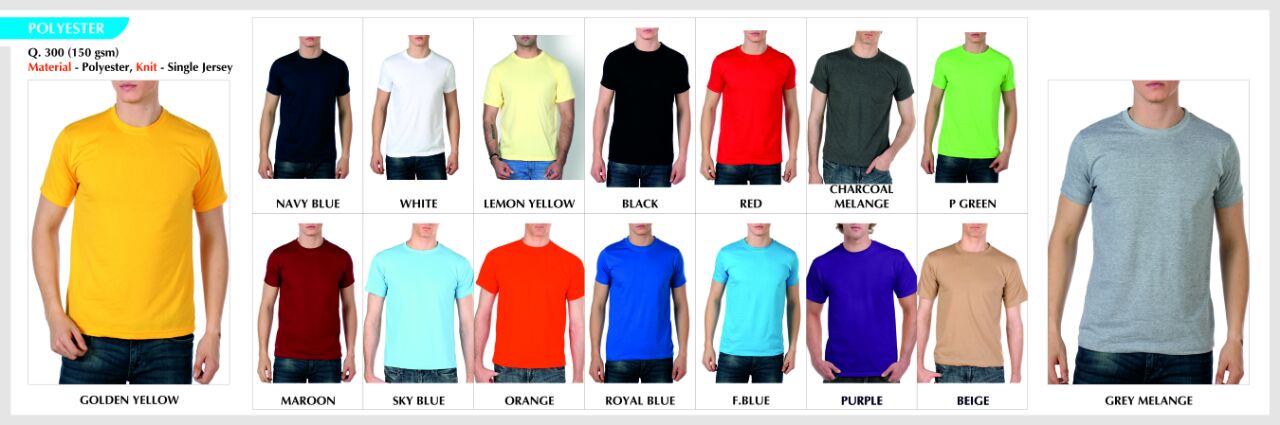 POLYESTER
Q. 300 (150 gsm)
Material - Polyester, Knit - Single Jersey
GOLDEN YELLOW
NAVY BLUE
WHITE
LEMON YELLOW
BLACK
RED
CHARCOAL
MELANGE
P GREEN
MAROON
SKY BLUE
ORANGE
ROYAL BLUE
F.BLUE
PURPLE
BEIGE
GREY MELANGE